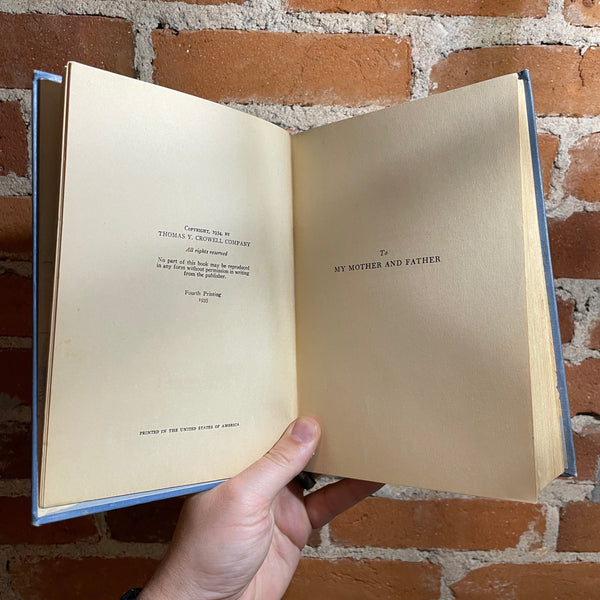 Copyright, 1934, by
THOMAS Y. CROWELL COMPANY
All rights reserved
No part of this book may be reproduced
in any form without permission in writing
from the publisher.
Fourth Printing
1935
PRINTED IN THE UNITED STATES OF AMERICA
To
MY MOTHER AND FATHER